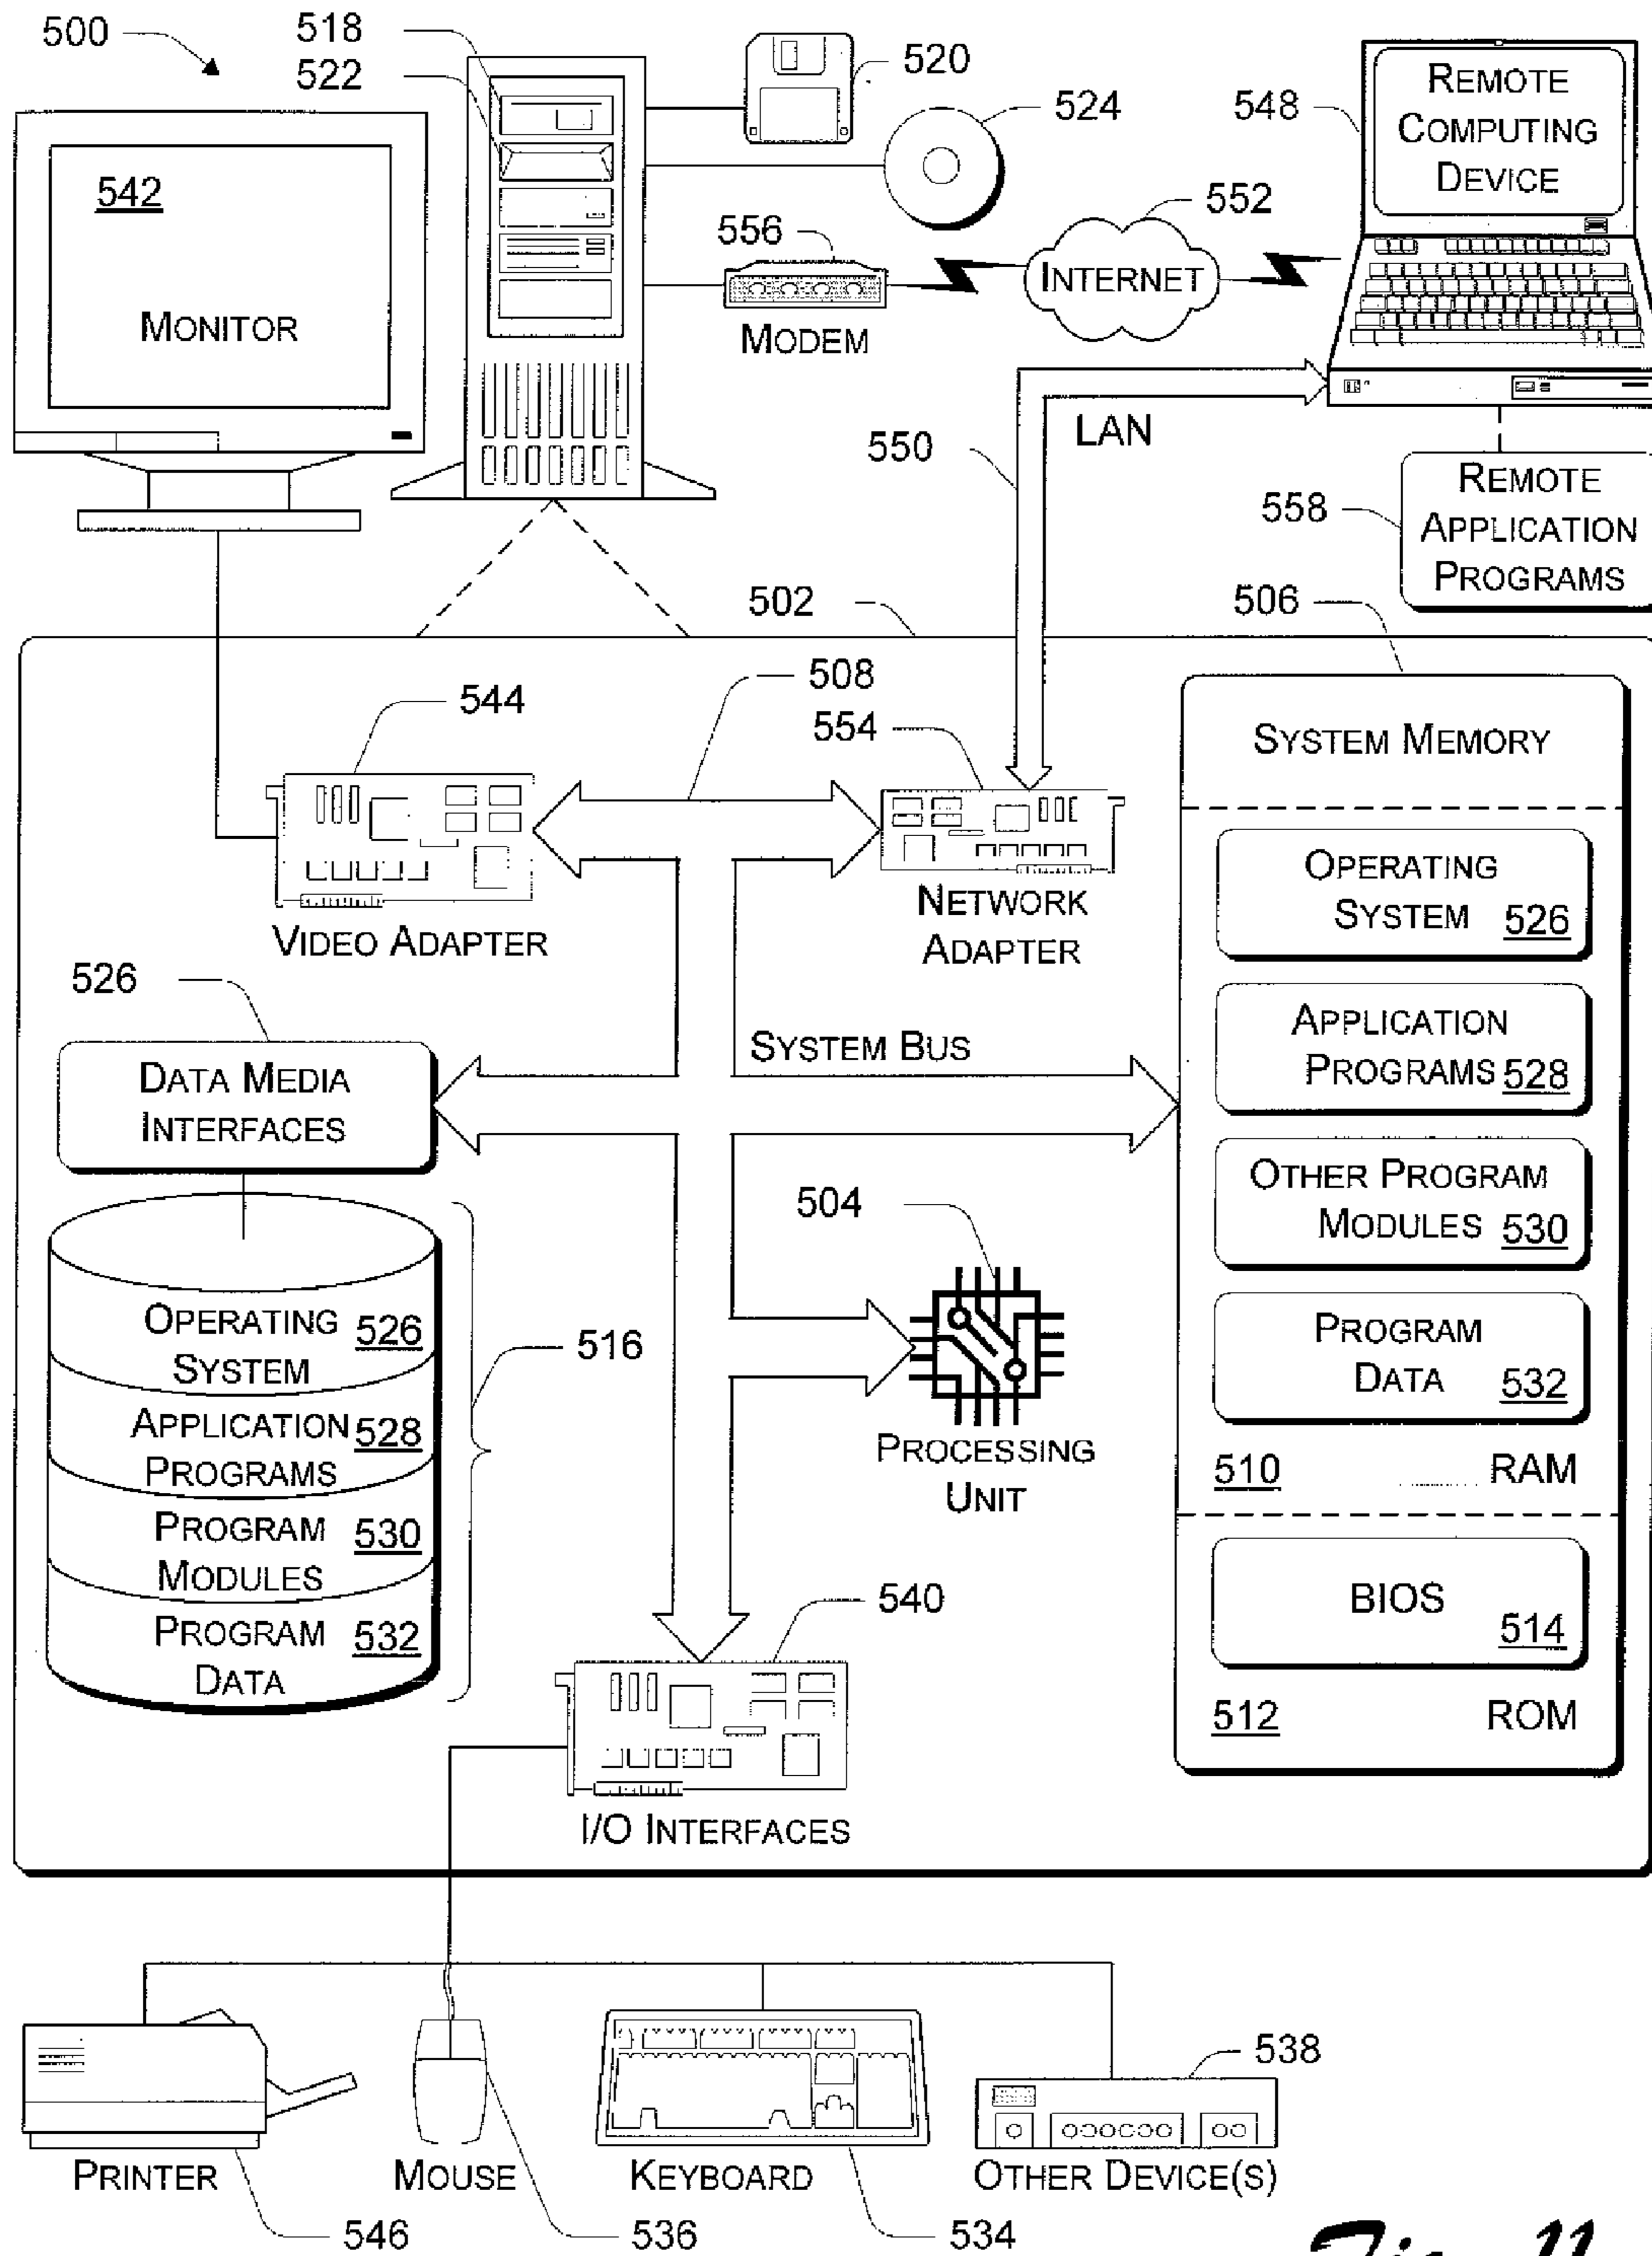 500
518
522
520
524
548
REMOTE
COMPUTING
DEVICE
542
MONITOR
556
MODEM
552
INTERNET
LAN
550
558
REMOTE
APPLICATION
PROGRAMS
502
506
508
544
554
VIDEO ADAPTER
NETWORK
ADAPTER
SYSTEM MEMORY
OPERATING
SYSTEM 526
APPLICATION
PROGRAMS 528
OTHER PROGRAM
MODULES 530
PROGRAM
DATA 532
510 RAM
BIOS
514
512 ROM
526
DATA MEDIA
INTERFACES
SYSTEM BUS
OPERATING 526
SYSTEM
APPLICATION 528
PROGRAMS
PROGRAM 530
MODULES
PROGRAM 532
DATA
516
504
PROCESSING
UNIT
540
I/O INTERFACES
PRINTER
546
MOUSE
536
KEYBOARD
534
538
OTHER DEVICE(S)
Fig. 11